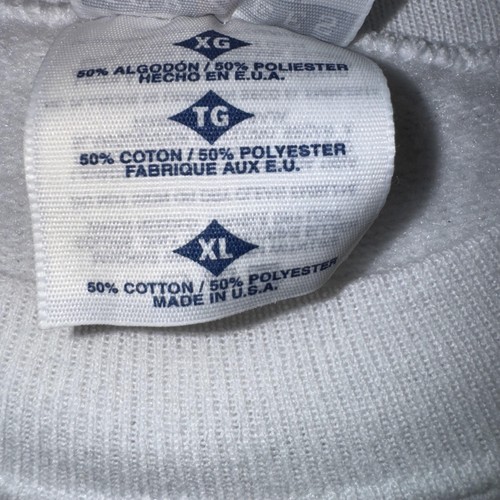 XG
50% ALGODÓN / 50% POLIESTER
HECHO EN E.U.A.
TG
50% COTON / 50% POLYESTER
FABRIQUE AUX E.U.
XL
50% COTTON / 50% POLYESTER
MADE IN U.S.A.